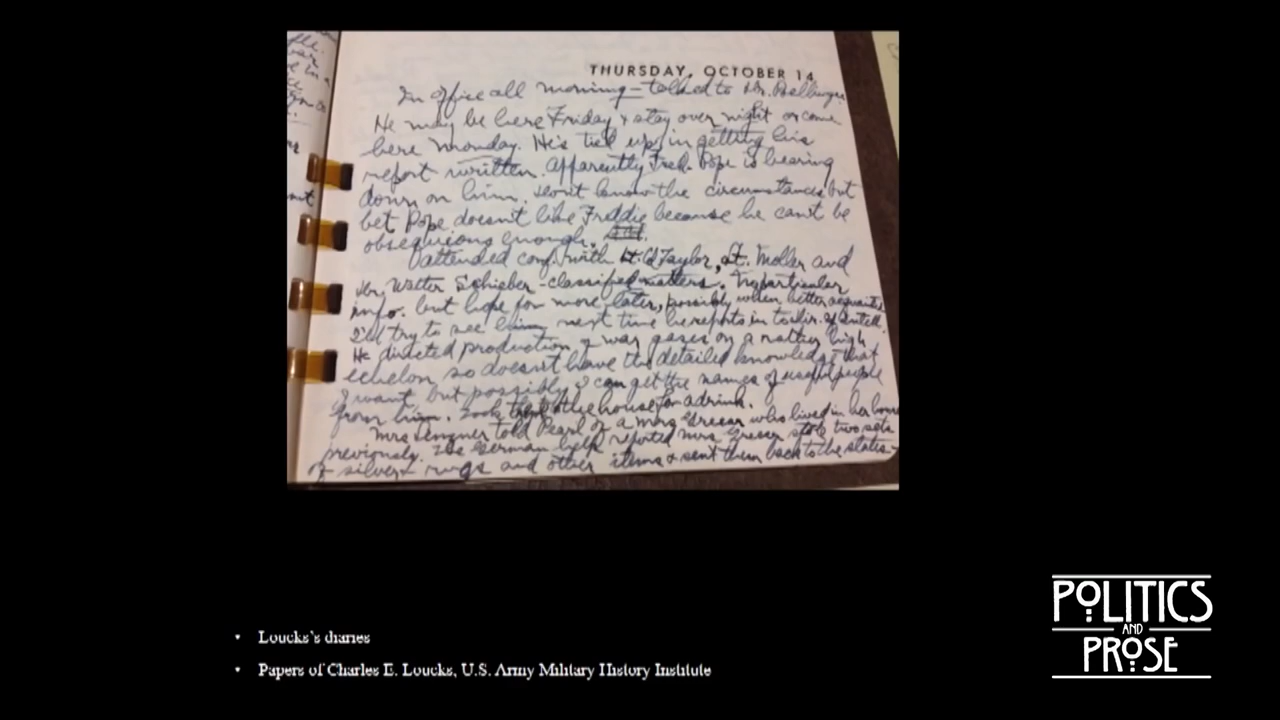 THURSDAY, OCTOBER 14
In office all morning – talked to Dr.
He may be here Friday & stay over night or come
here Monday. He's tied up in getting his
report written. Apparently Fred Pope is bearing
down on him. Don't know the circumstances but
bet Pope doesn't like Freddie because he can't be
obsequious enough.
Attended conf. with Lt. Col Taylor, Lt. Moller and
Dr. Walter Schieber – classified matters. No particular
info. but hope for more later, possibly when better acquainted
I'll try to see him next time he reports in to Dir. of Intell.
He directed production of war gases on a rather high
echelon, so doesn't have the detailed knowledge that
I want, but possibly I can get the names of useful people
from him. Took to the house for a drink.
Mrs told Pearl of a Mrs who lived in her house
previously. The German help reported Mrs stole two sets
of silver & rugs and other items & sent them back to the states –
• Loucks's diaries
• Papers of Charles E. Loucks, U.S. Army Military History Institute
POLITICS
AND
PROSE